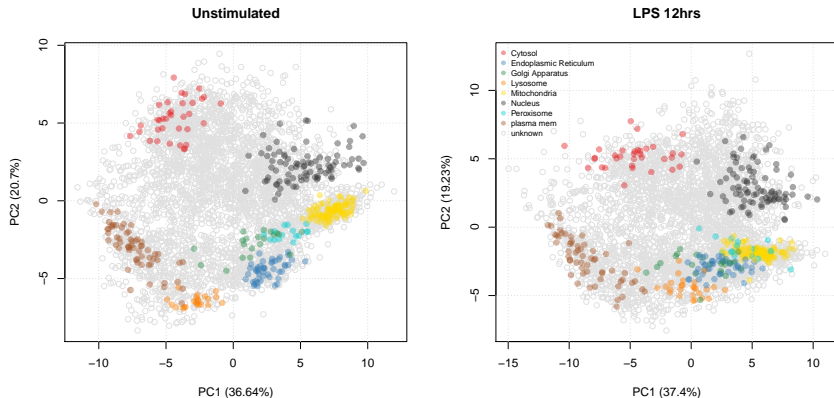 Unstimulated
10
5
0
−5
PC2 (20.7%)
−10
−5
0
5
10
PC1 (36.64%)
LPS 12hrs
Cytosol
Endoplasmic Reticulum
Golgi Apparatus
Lysosome
Mitochondria
Nucleus
Peroxisome
plasma mem
unknown
10
5
0
−5
PC2 (19.23%)
−15
−10
−5
0
5
10
PC1 (37.4%)